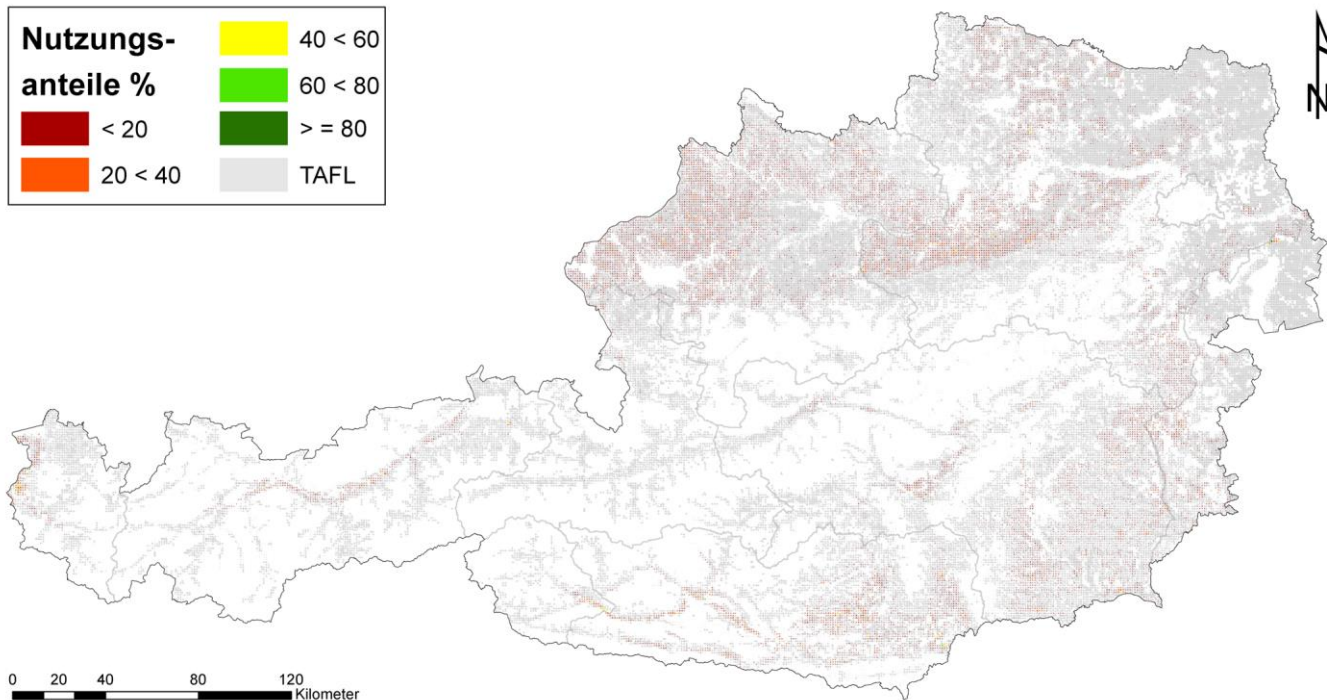 Nutzungs-
anteile %
< 20
20 < 40
40 < 60
60 < 80
> = 80
TAFL
N
0 20 40 80 120
Kilometer